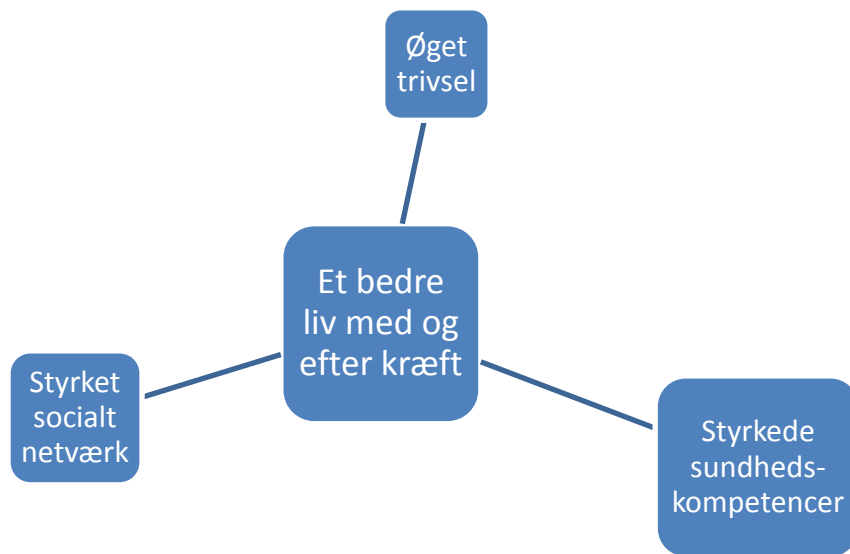 Øget
trivsel
Et bedre
liv med og
efter kræft
Styrket
socialt
netværk
Styrkede
sundheds-
kompetencer